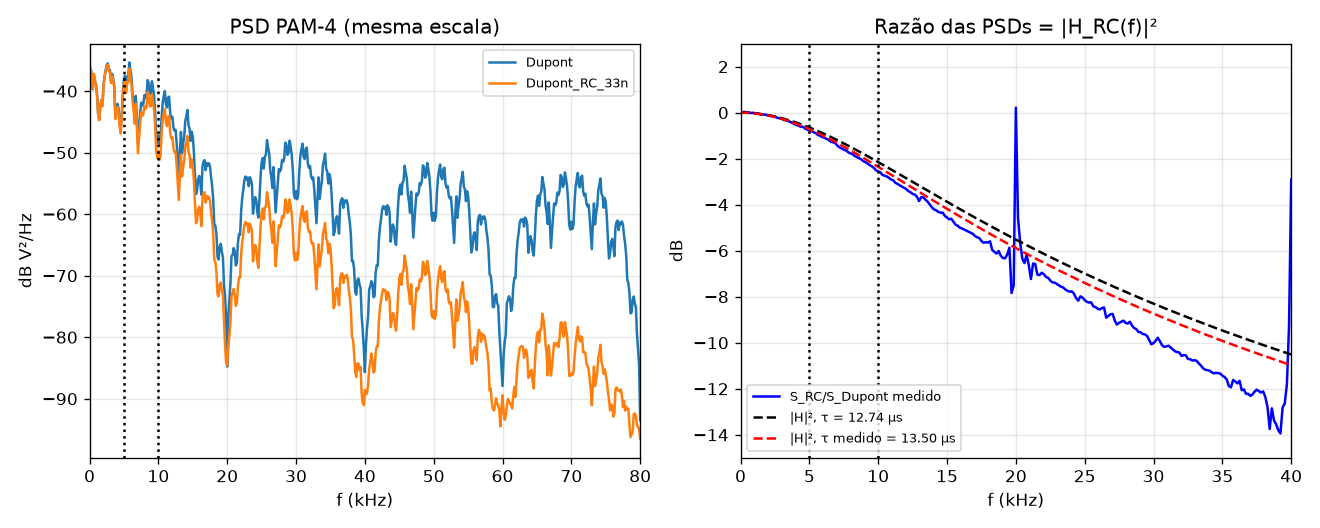 PSD PAM-4 (mesma escala)
dB V²/Hz
−40
−50
−60
−70
−80
−90
Dupont
Dupont_RC_33n
0 10 20 30 40 50 60 70 80
f (kHz)
Razão das PSDs = |H_RC(f)|²
dB
2
0
−2
−4
−6
−8
−10
−12
−14
S_RC/S_Dupont medido
|H|², τ = 12.74 µs
|H|², τ medido = 13.50 µs
0 5 10 15 20 25 30 35 40
f (kHz)